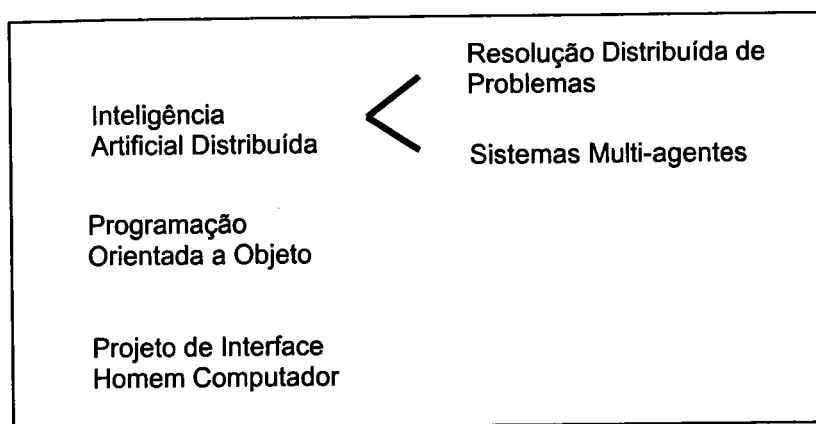 Inteligência
Artificial Distribuída
Resolução Distribuída de
Problemas
Sistemas Multi-agentes
Programação
Orientada a Objeto
Projeto de Interface
Homem Computador